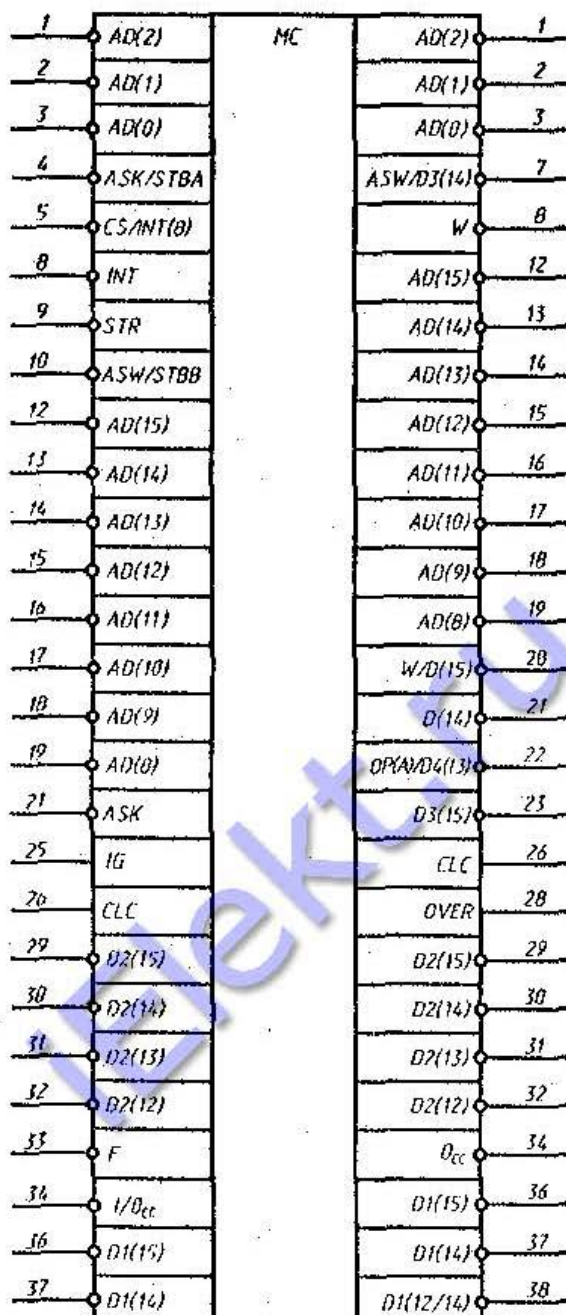 MC
1 AD(2) AD(2) 1
2 AD(1) AD(1) 2
3 AD(0) AD(0) 3
4 ASK/STBA ASW/D3(14) 7
5 CS/INT(8) W 8
8 INT AD(15) 12
9 STR AD(14) 13
10 ASW/STBB AD(13) 14
12 AD(15) AD(12) 15
13 AD(14) AD(11) 16
14 AD(13) AD(10) 17
15 AD(12) AD(9) 18
16 AD(11) AD(8) 19
17 AD(10) W/D(15) 20
18 AD(9) D(14) 21
19 AD(0) OP(A)/D4(13) 22
21 ASK D3(15) 23
25 IG CLC 26
26 CLC OVER 28
29 D2(15) D2(15) 29
30 D2(14) D2(14) 30
31 D2(13) D2(13) 31
32 D2(12) D2(12) 32
33 F Occ 34
34 I/Occ D1(15) 36
36 D1(15) D1(14) 37
37 D1(14) D1(12/14) 38
iElekt.ru